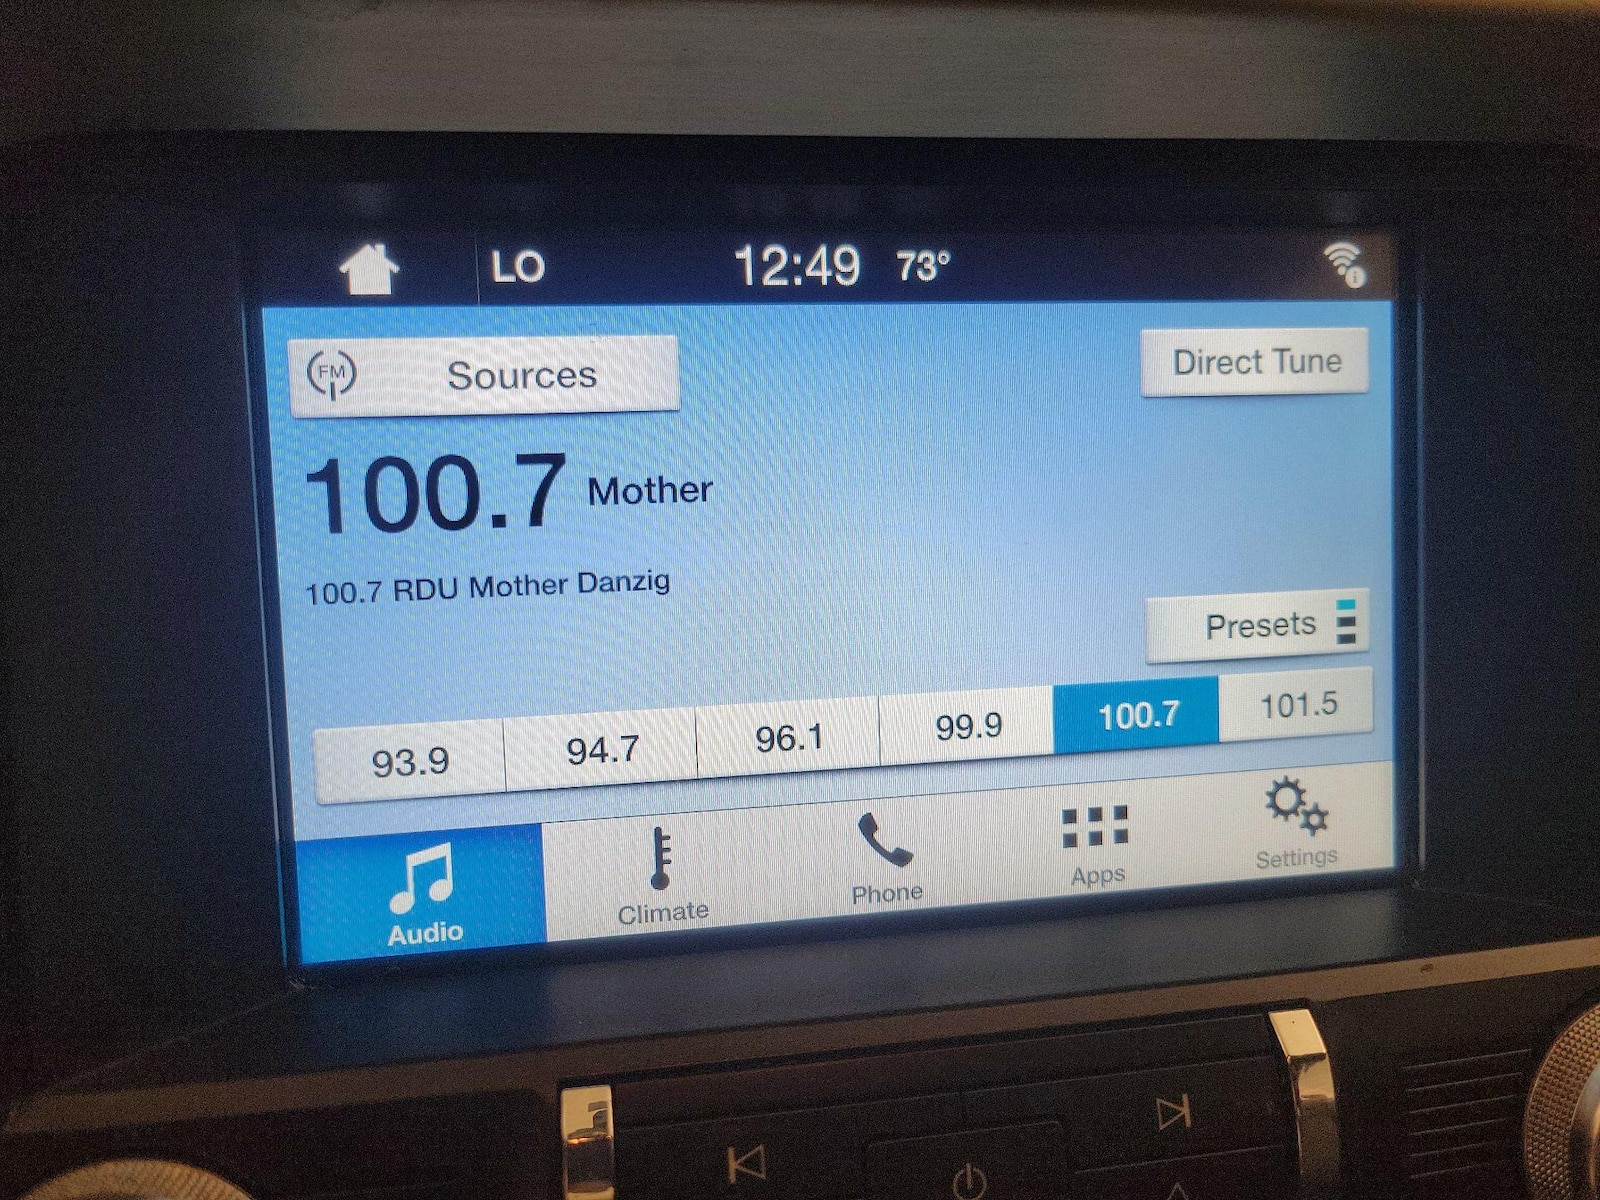 LO 12:49 73°
FM Sources Direct Tune
100.7 Mother
100.7 RDU Mother Danzig
Presets
93.9 94.7 96.1 99.9 100.7 101.5
Audio Climate Phone Apps Settings